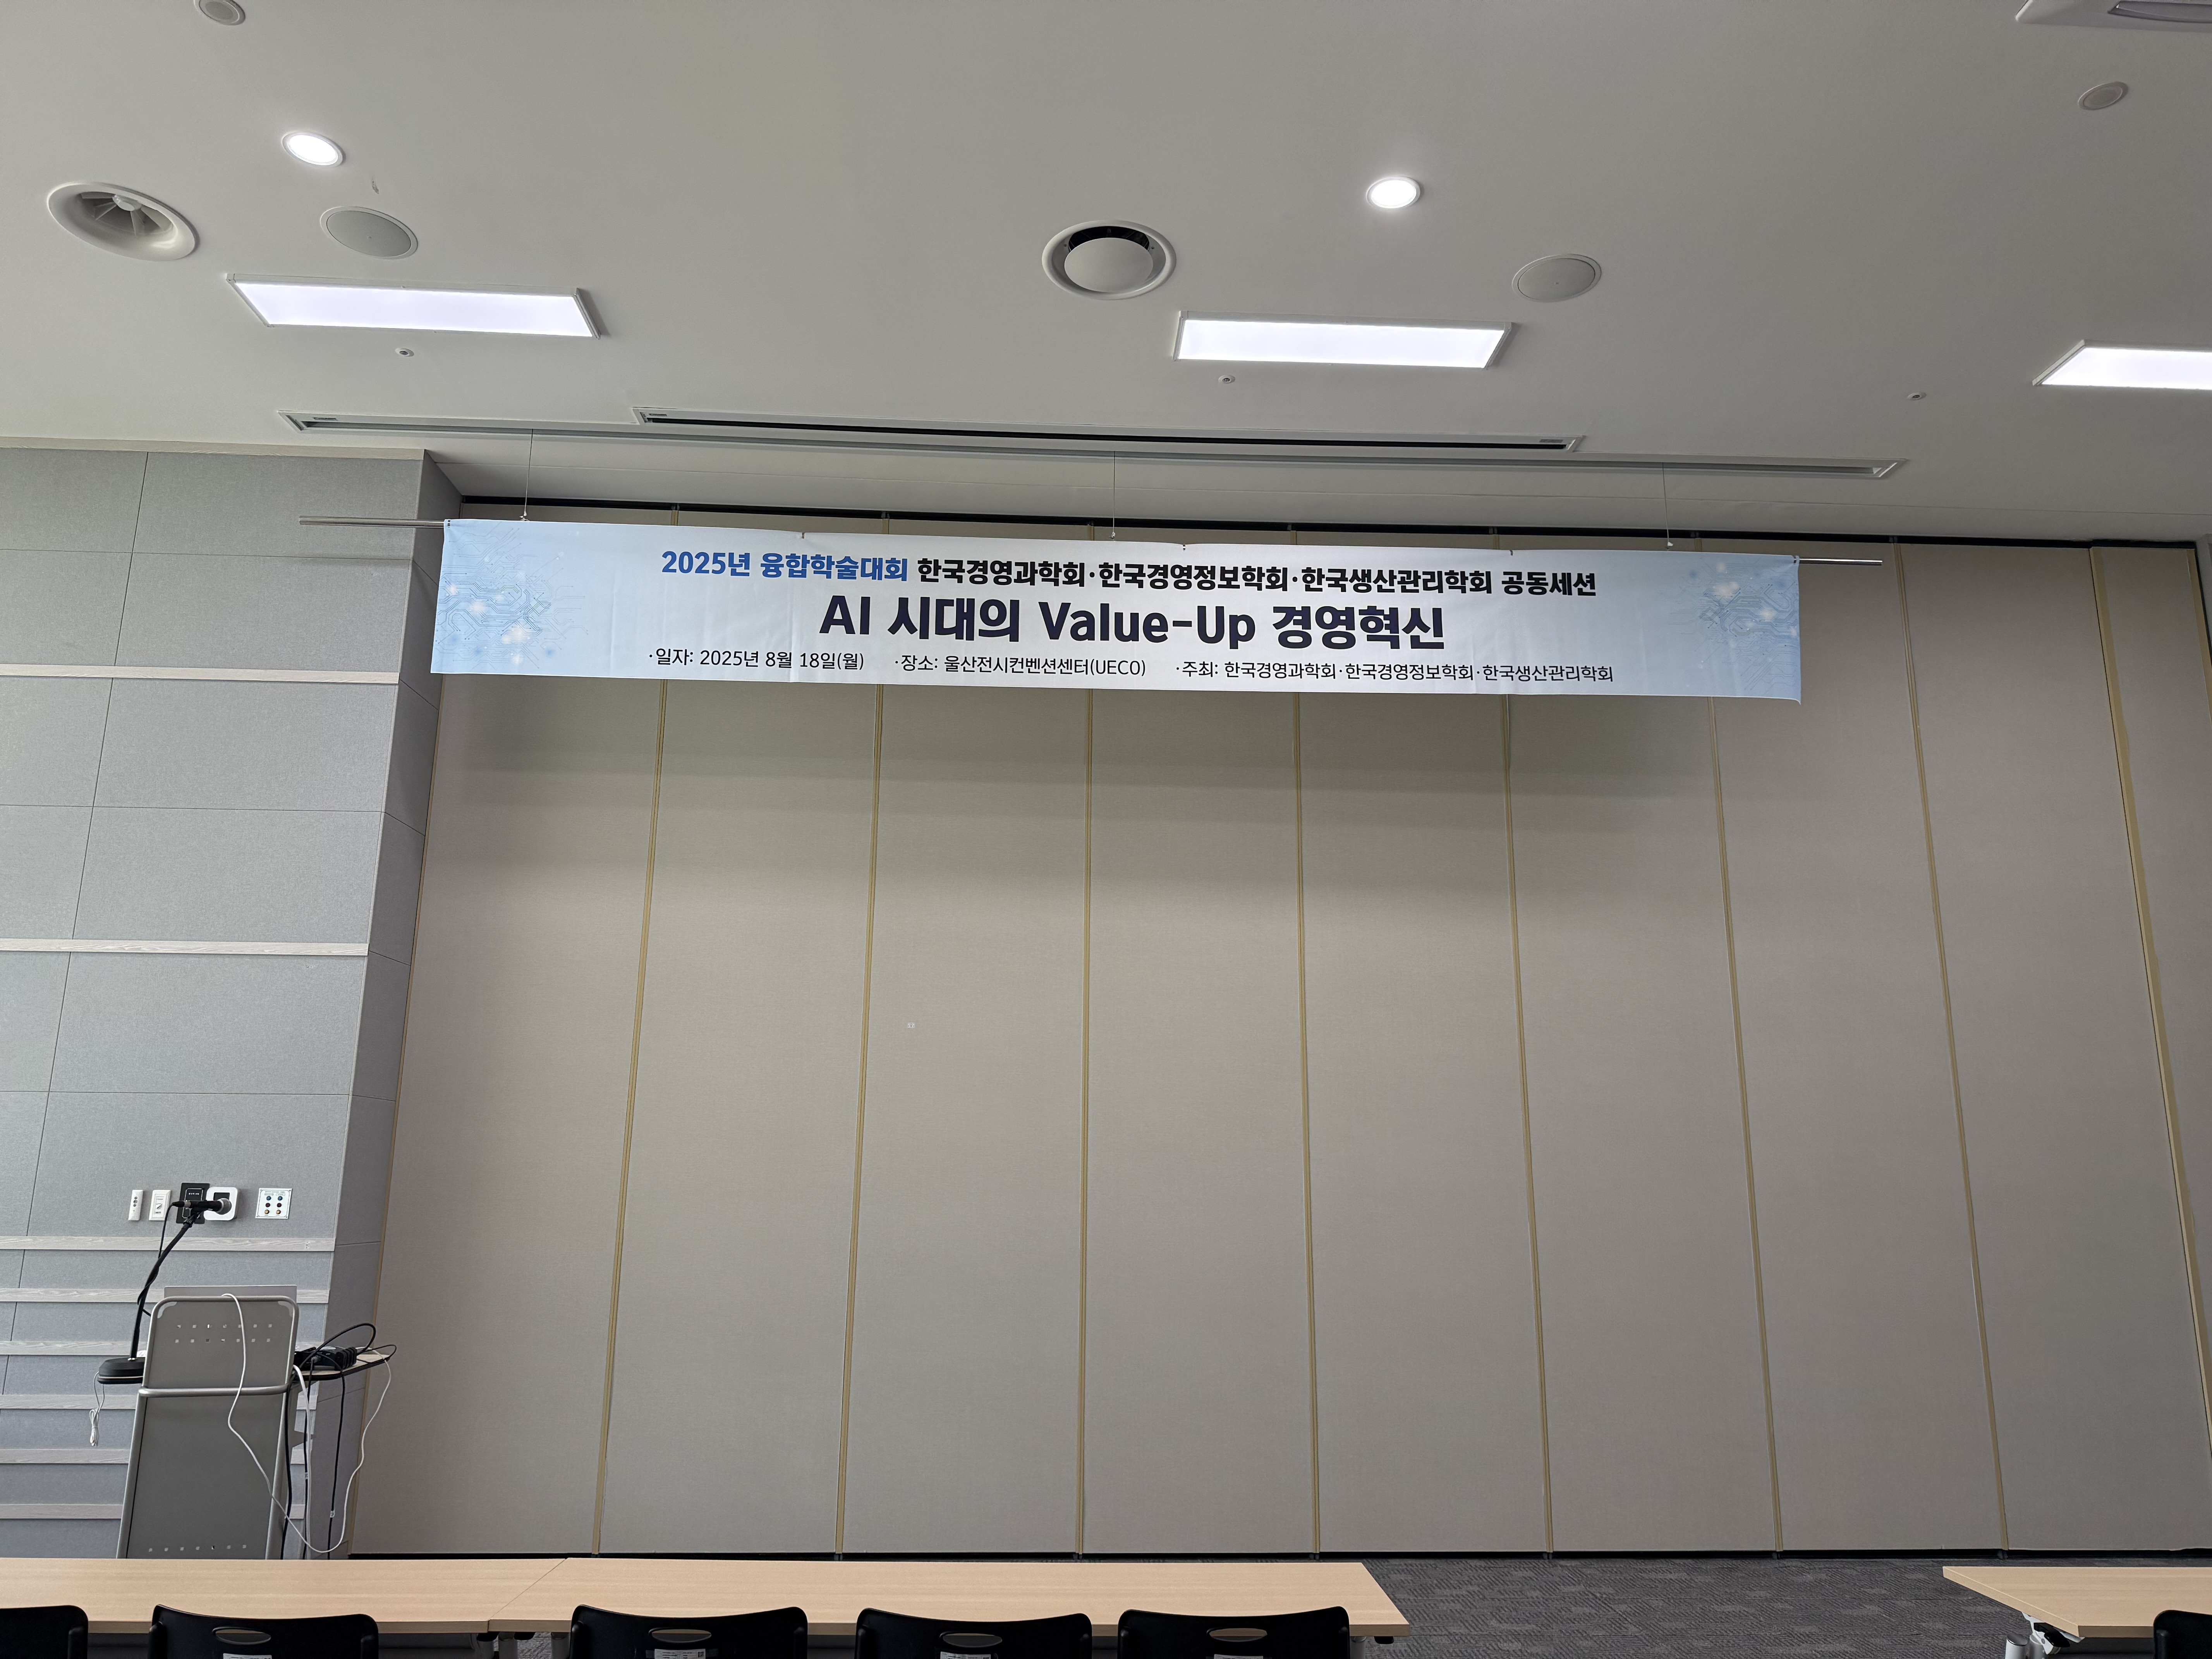 2025년 융합학술대회 한국경영과학회·한국경영정보학회·한국생산관리학회 공동세션
AI 시대의 Value-Up 경영혁신
·일자: 2025년 8월 18일(월) ·장소: 울산전시컨벤션센터(UECO) ·주최: 한국경영과학회·한국경영정보학회·한국생산관리학회